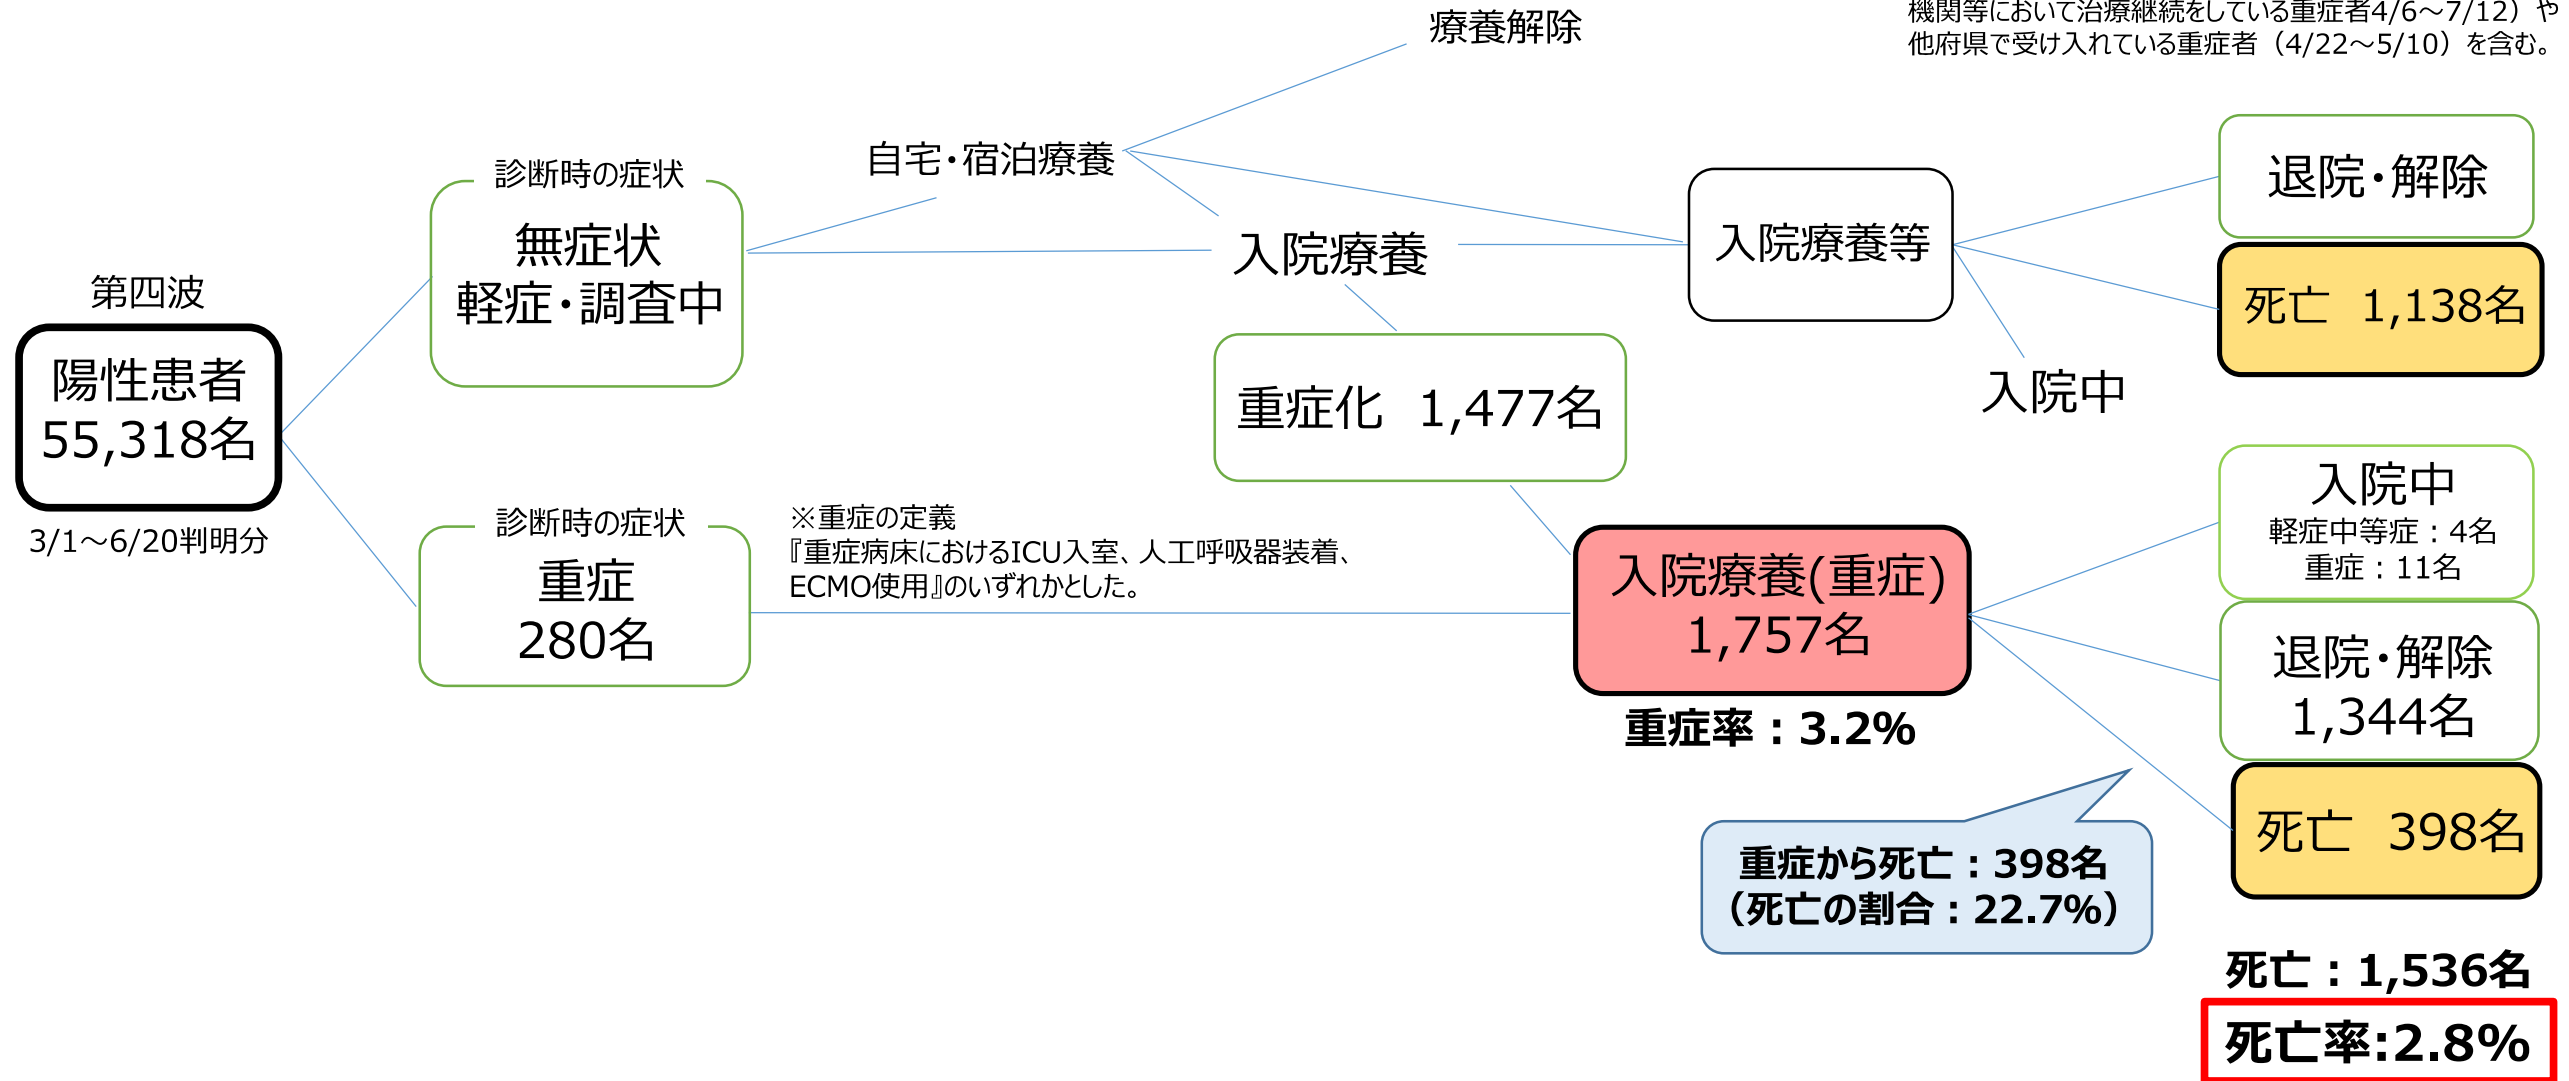 機関等において治療継続をしている重症者4/6～7/12）や
他府県で受け入れている重症者（4/22～5/10）を含む。
療養解除
自宅・宿泊療養
診断時の症状
無症状
軽症・調査中
第四波
陽性患者
55,318名
3/1～6/20判明分
入院療養
入院療養等
退院・解除
死亡　1,138名
入院中
重症化　1,477名
診断時の症状
重症
280名
※重症の定義
『重症病床におけるICU入室、人工呼吸器装着、
ECMO使用』のいずれかとした。
入院療養(重症)
1,757名
重症率：3.2%
入院中
軽症中等症：4名
重症：11名
退院・解除
1,344名
死亡　398名
重症から死亡：398名
（死亡の割合：22.7%）
死亡：1,536名
死亡率:2.8%